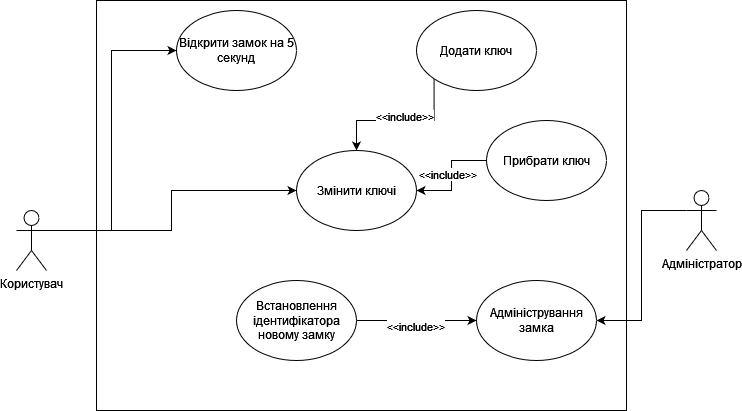 Відкрити замок на 5
секунд
Додати ключ
<<include>>
Прибрати ключ
<<include>>
Змінити ключі
Користувач
Адміністратор
Встановлення
ідентифікатора
новому замку
<<include>>
Адміністрування
замка